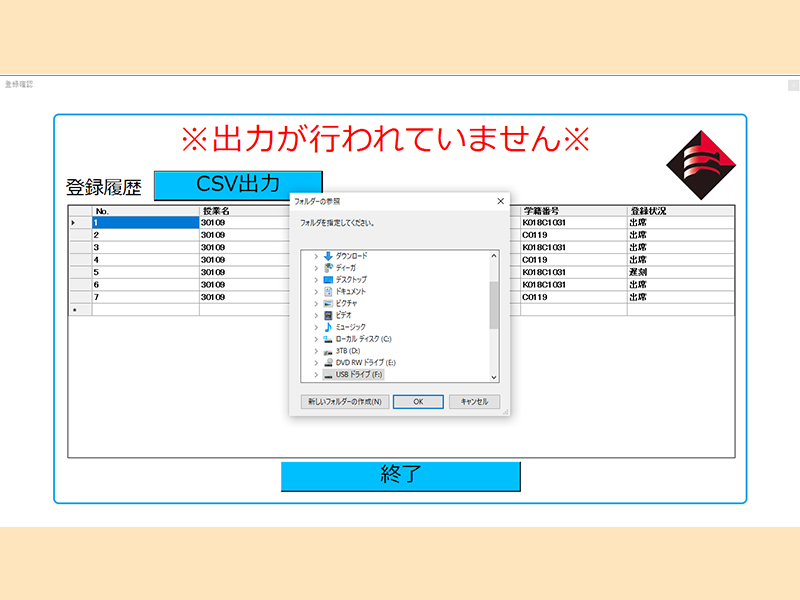 登録確認
※出力が行われていません※
登録履歴
CSV出力
No. 授業名 学籍番号 登録状況
1 30109 K018C1031 出席
2 30109 C0119 出席
3 30109 K018C1031 出席
4 30109 C0119 出席
5 30109 K018C1031 遅刻
6 30109 K018C1031 出席
7 30109 C0119 出席
フォルダーの参照
フォルダを指定してください。
ダウンロード
ディーガ
デスクトップ
ドキュメント
ピクチャ
ビデオ
ミュージック
ローカル ディスク (C:)
3TB (D:)
DVD RW ドライブ (E:)
USB ドライブ (F:)
新しいフォルダーの作成(N)
OK
キャンセル
終了